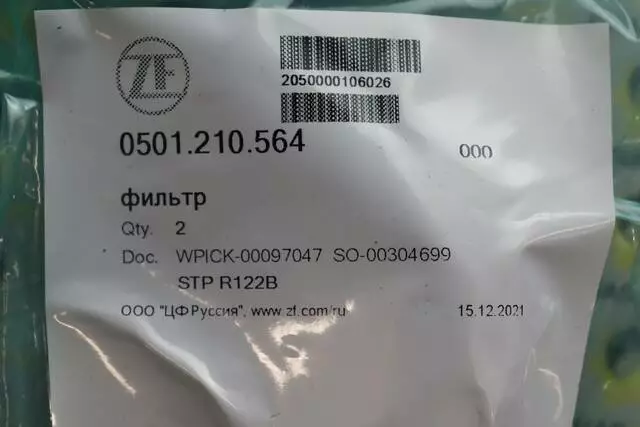 ZF
2050000106026
0501.210.564 000
фильтр
Qty. 2
Doc. WPICK-00097047 SO-00304699
STP R122B
ООО "ЦФ Руссия", www.zf.com/ru 15.12.2021